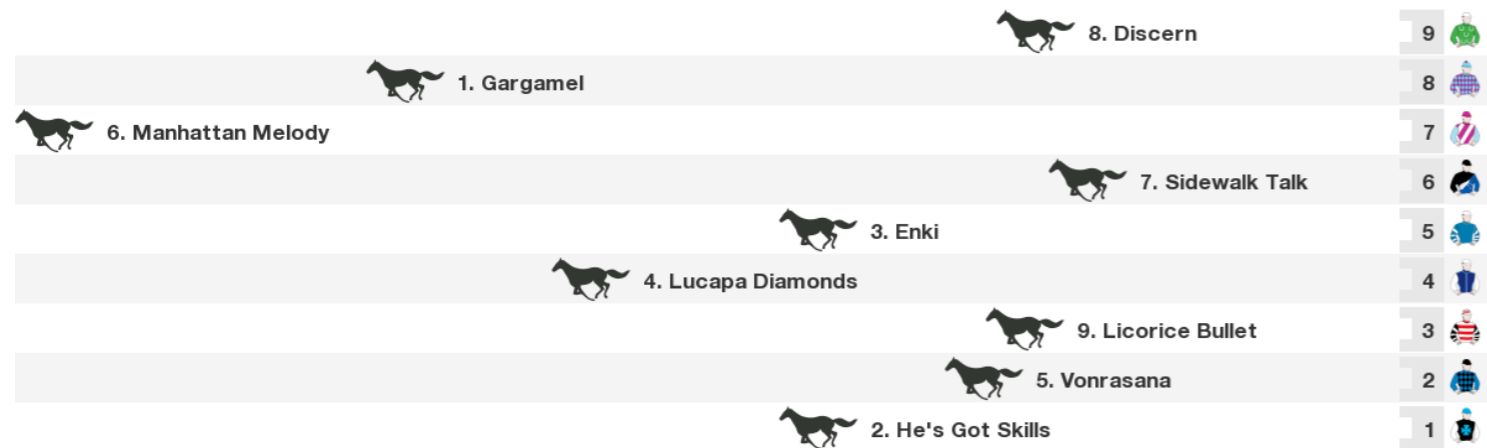 8. Discern 9
1. Gargamel 8
6. Manhattan Melody 7
7. Sidewalk Talk 6
3. Enki 5
4. Lucapa Diamonds 4
9. Licorice Bullet 3
5. Vonrasana 2
2. He's Got Skills 1